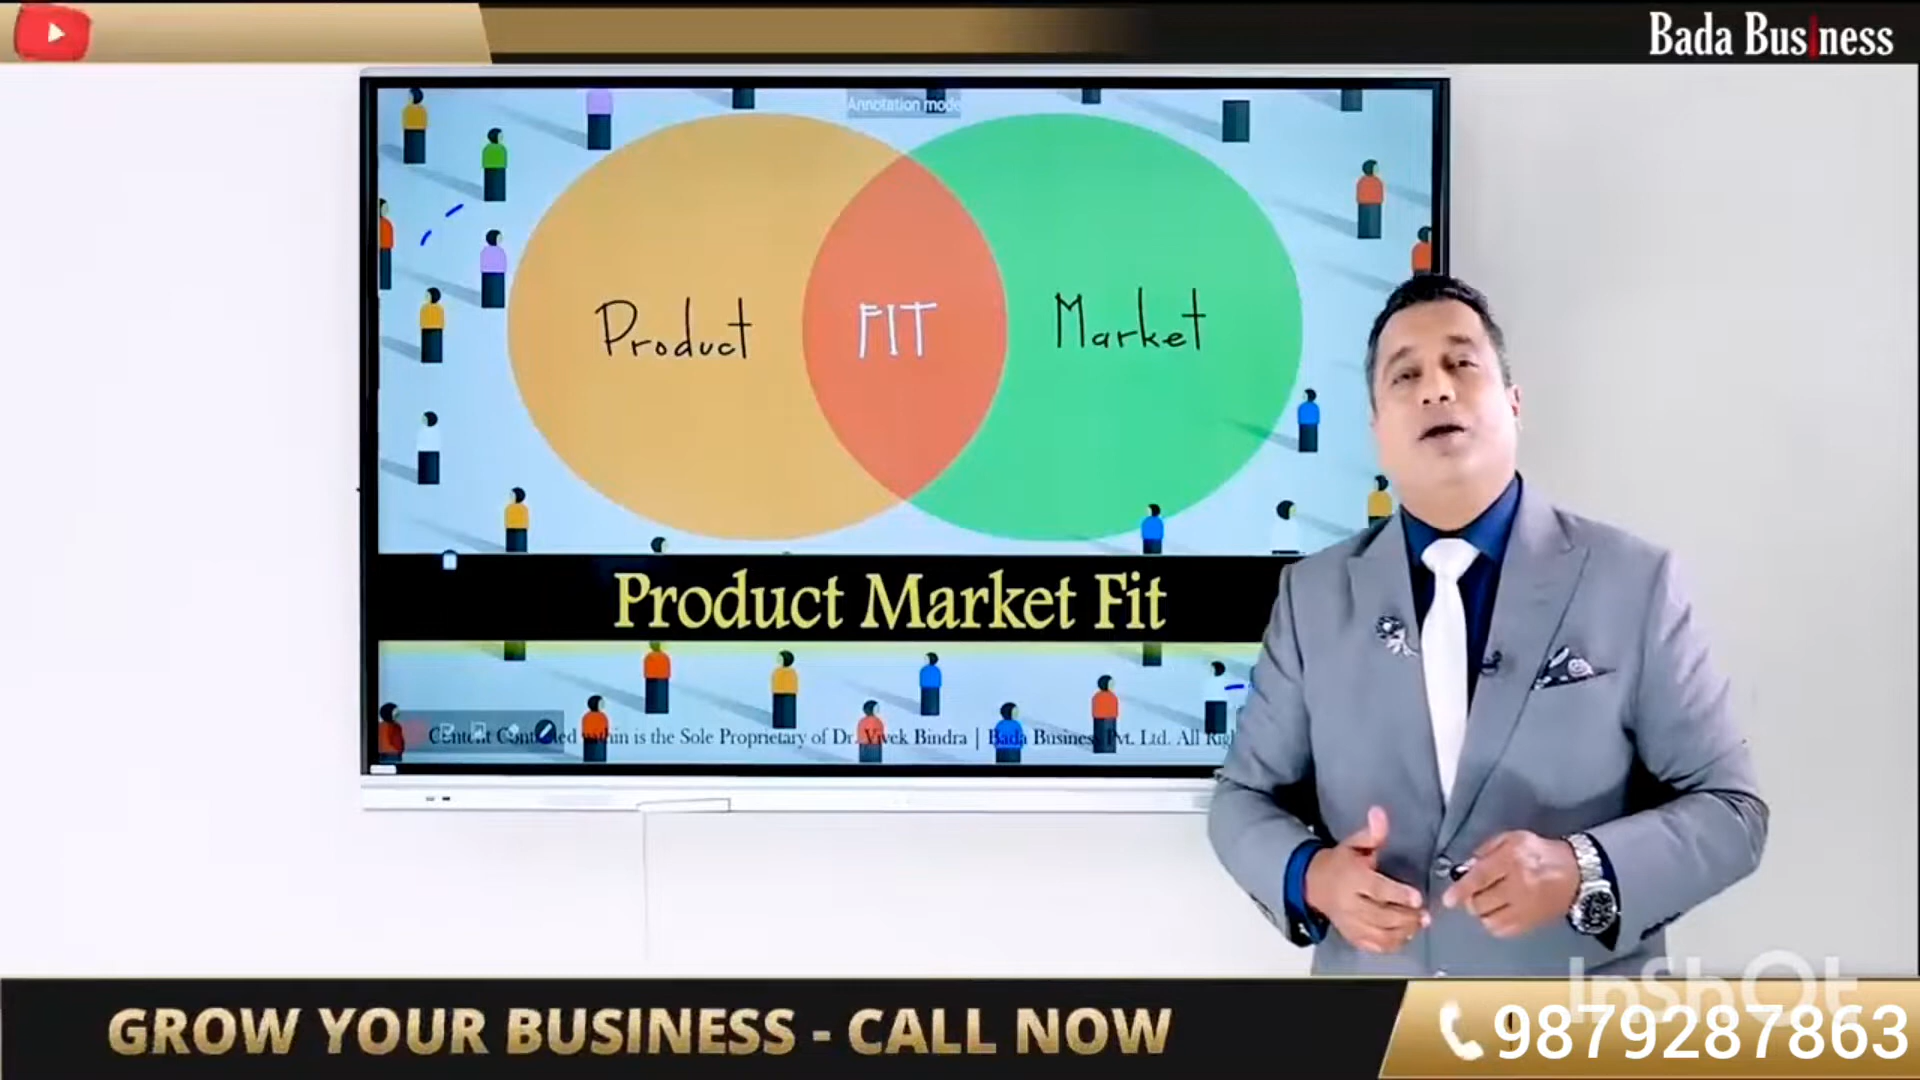 Bada Business
Annotation mode
Product
FIT
Market
Product Market Fit
is the Sole Proprietary of Dr. Vivek Bindra | Bada Business Pvt. Ltd. All
GROW YOUR BUSINESS - CALL NOW
InShOt
9879287863